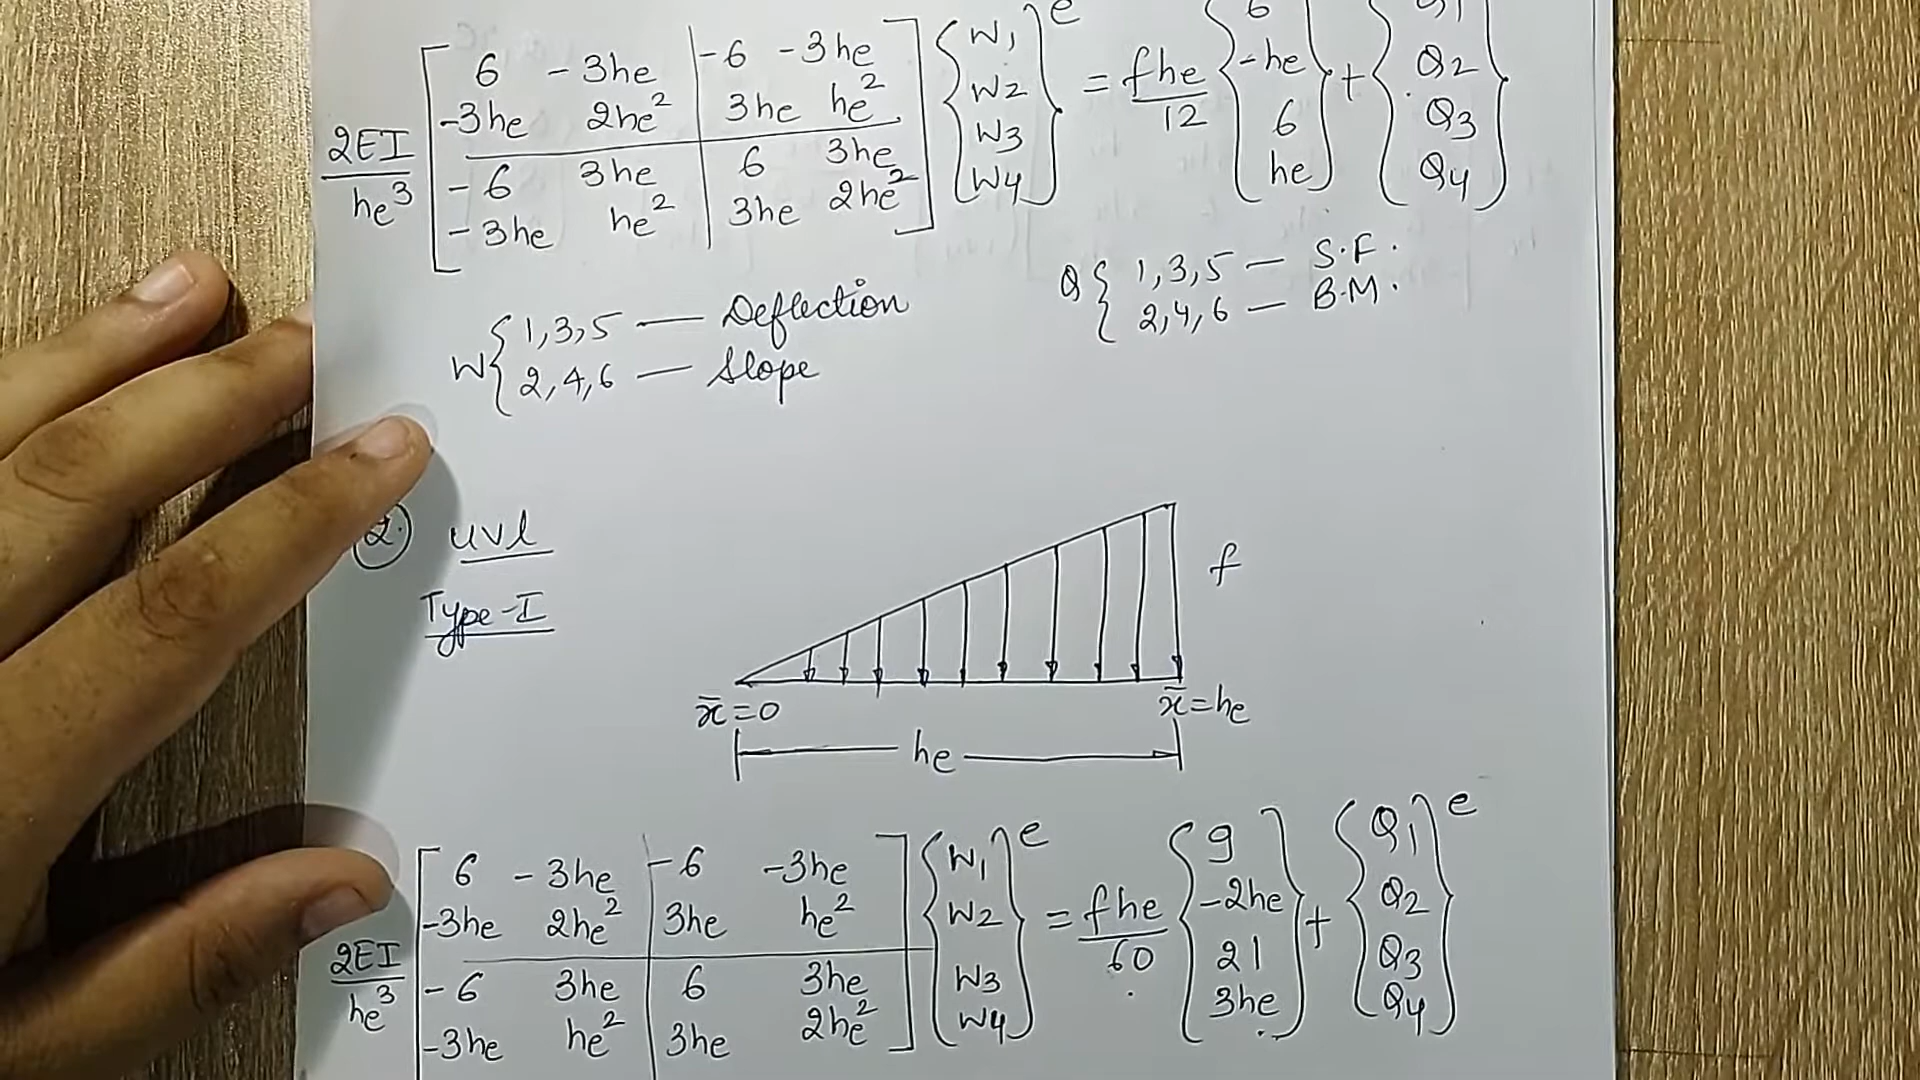 2EI/he³ [6 -3he | -6 -3he] {W1}e = fhe/12 {6} + {Q1}
[-3he 2he² | 3he he²] {W2} {-he} {Q2}
[-6 3he | 6 3he] {W3} {6} {Q3}
[-3he he² | 3he 2he²] {W4} {he} {Q4}
W{1,3,5 — Deflection
2,4,6 — Slope
Q{1,3,5 — S.F.
2,4,6 — B.M.
2. UVl
Type-I
f
x̄=0
x̄=he
he
2EI/he³ [6 -3he | -6 -3he] {W1}e = fhe/60 {9} + {Q1}e
[-3he 2he² | 3he he²] {W2} {-2he} {Q2}
[-6 3he | 6 3he] {W3} {21} {Q3}
[-3he he² | 3he 2he²] {W4} {3he} {Q4}